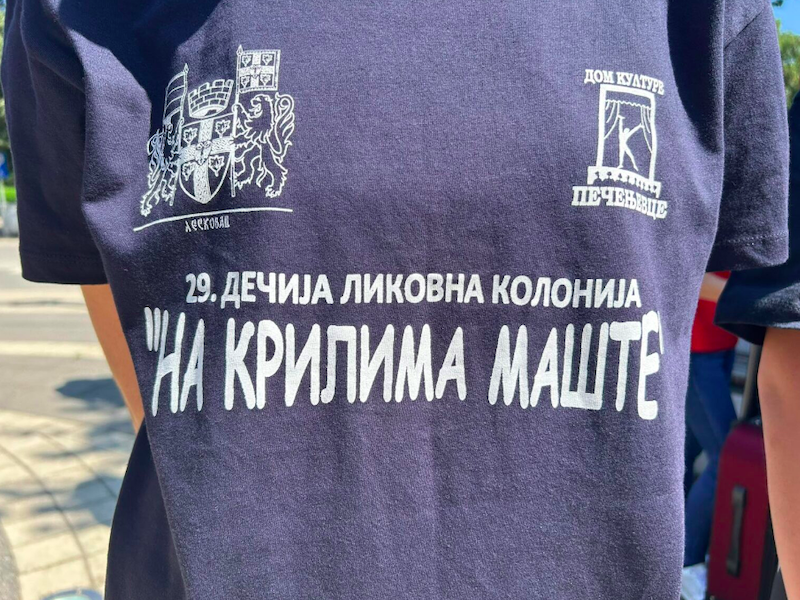 ЛЕСКОВАЦ
ДОМ КУЛТУРЕ
ПЕЧЕЊЕВЦЕ
29. ДЕЧИЈА ЛИКОВНА КОЛОНИЈА
"НА КРИЛИМА МАШТЕ"